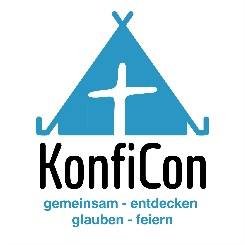 KonfiCon
gemeinsam - entdecken
glauben - feiern